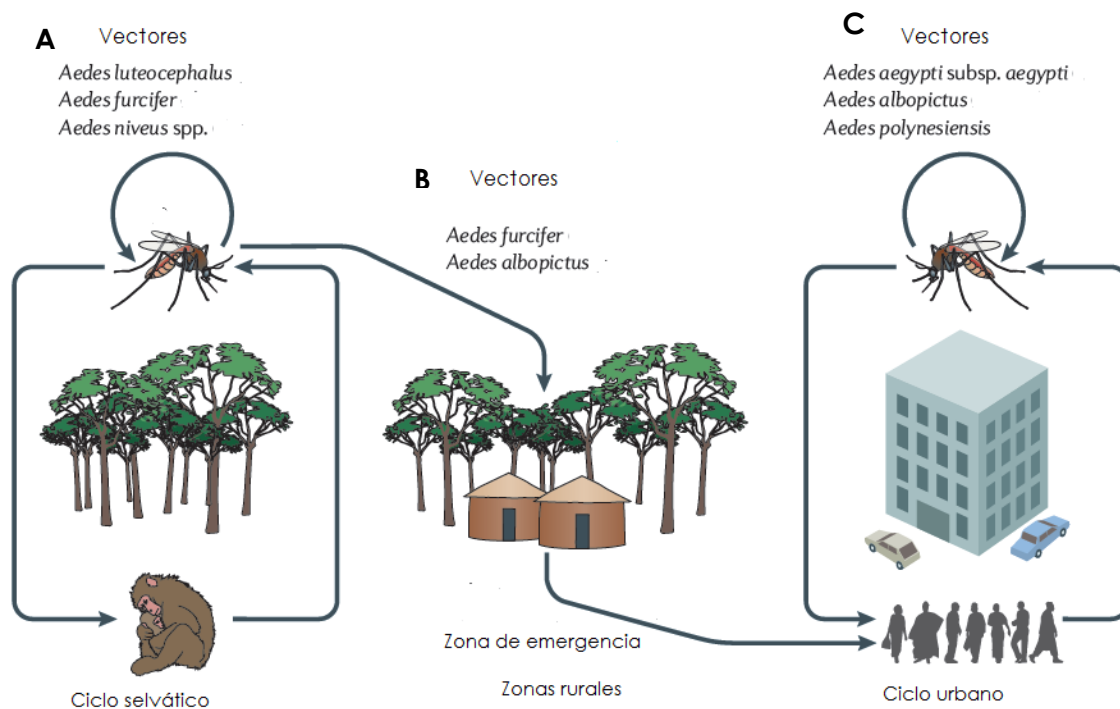 A
Vectores
Aedes luteocephalus
Aedes furcifer
Aedes niveus spp.
B
Vectores
Aedes furcifer
Aedes albopictus
C
Vectores
Aedes aegypti subsp. aegypti
Aedes albopictus
Aedes polynesiensis
Ciclo selvático
Zona de emergencia
Zonas rurales
Ciclo urbano